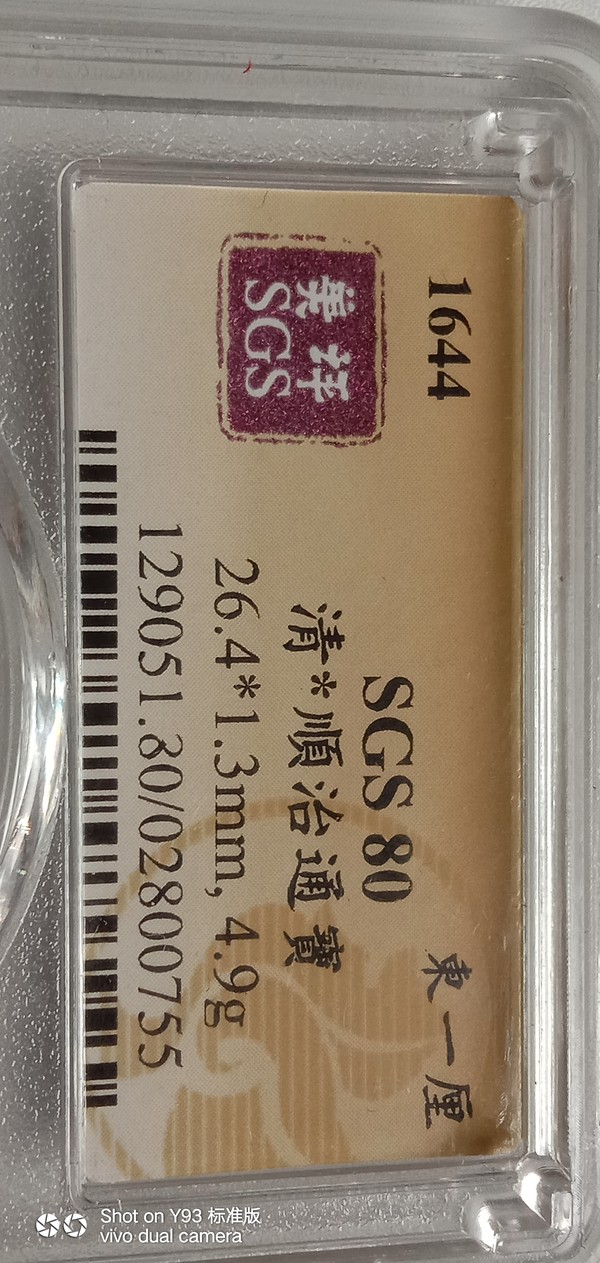 1644
東一厘
美评
SGS
SGS 80
清*順治通寶
26.4*1.3mm, 4.9g
129051.80/02800755
Shot on Y93 标准版
vivo dual camera